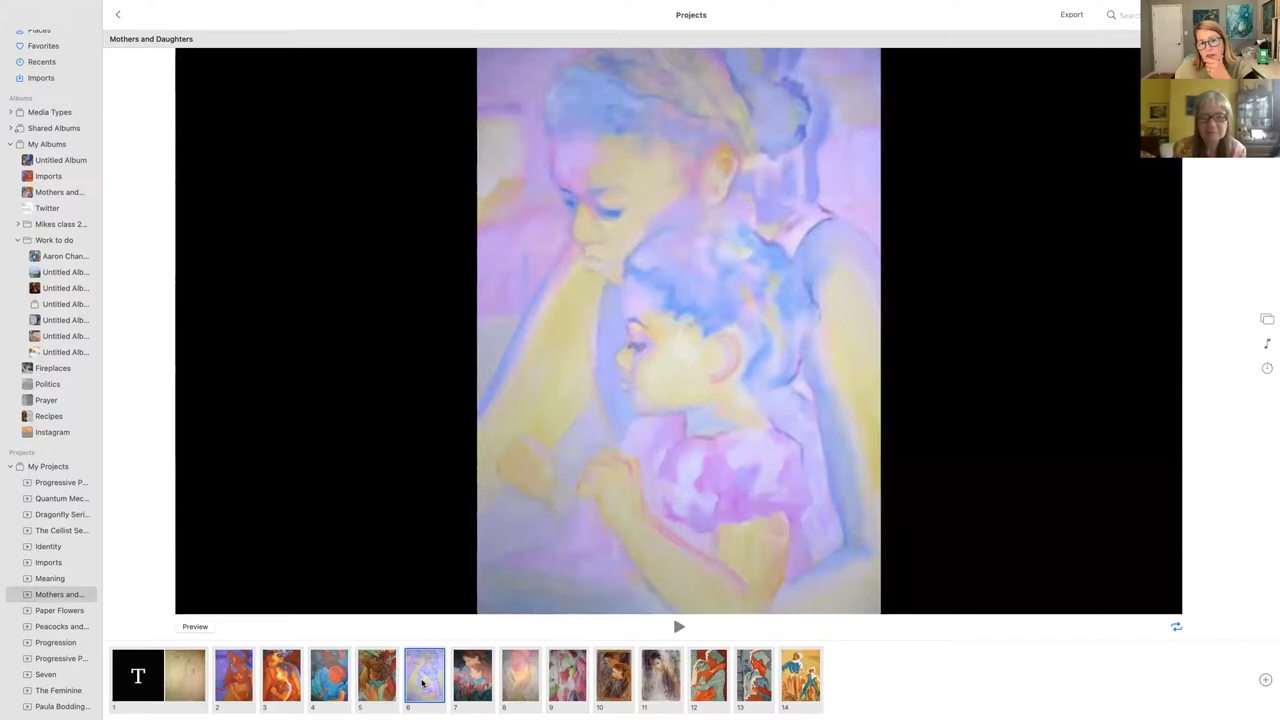 Projects
Export
Search
Mothers and Daughters
Places
Favorites
Recents
Imports
Albums
Media Types
Shared Albums
My Albums
Untitled Album
Imports
Mothers and...
Twitter
Mikes class 2...
Work to do
Aaron Chan...
Untitled Alb...
Untitled Alb...
Untitled Alb...
Untitled Alb...
Untitled Alb...
Untitled Alb...
Fireplaces
Politics
Prayer
Recipes
Instagram
Projects
My Projects
Progressive P...
Quantum Mec...
Dragonfly Seri...
The Cellist Se...
Identity
Imports
Meaning
Mothers and...
Paper Flowers
Peacocks and...
Progression
Progressive P...
Seven
The Feminine
Paula Bodding...
Preview
T
1 2 3 4 5 6 7 8 9 10 11 12 13 14